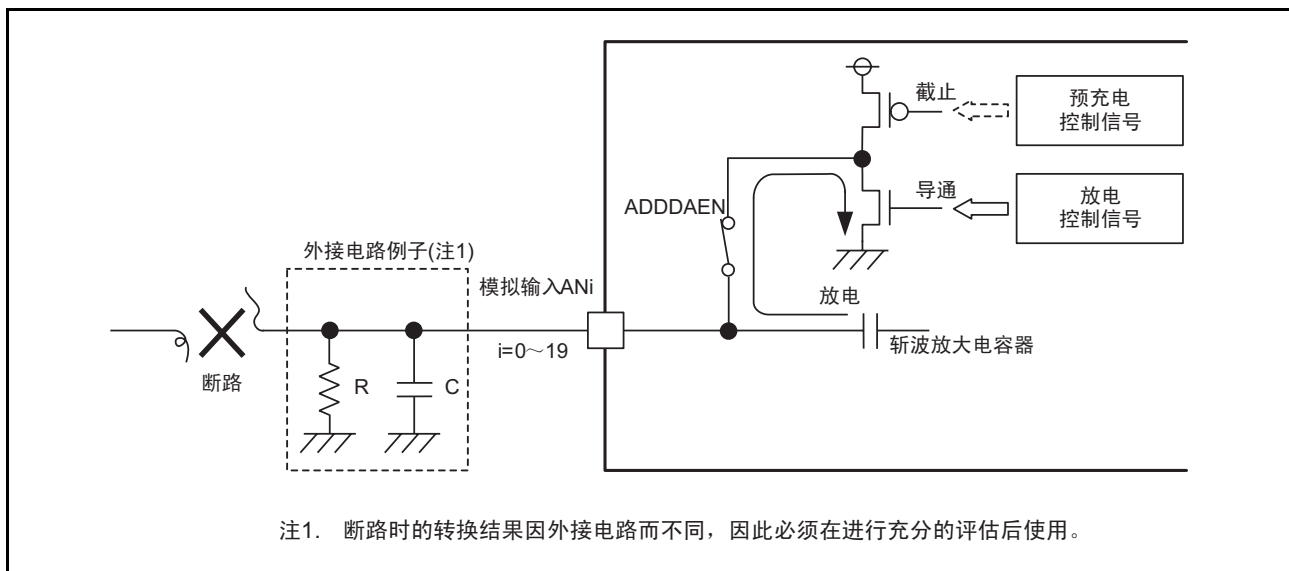 截止
预充电
控制信号
导通
放电
控制信号
ADDDAEN
外接电路例子(注1)
模拟输入ANi
i=0～19
放电
斩波放大电容器
断路
R
C
注1. 断路时的转换结果因外接电路而不同，因此必须在进行充分的评估后使用。